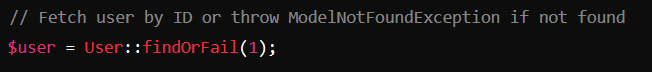 // Fetch user by ID or throw ModelNotFoundException if not found
$user = User::findOrFail(1);